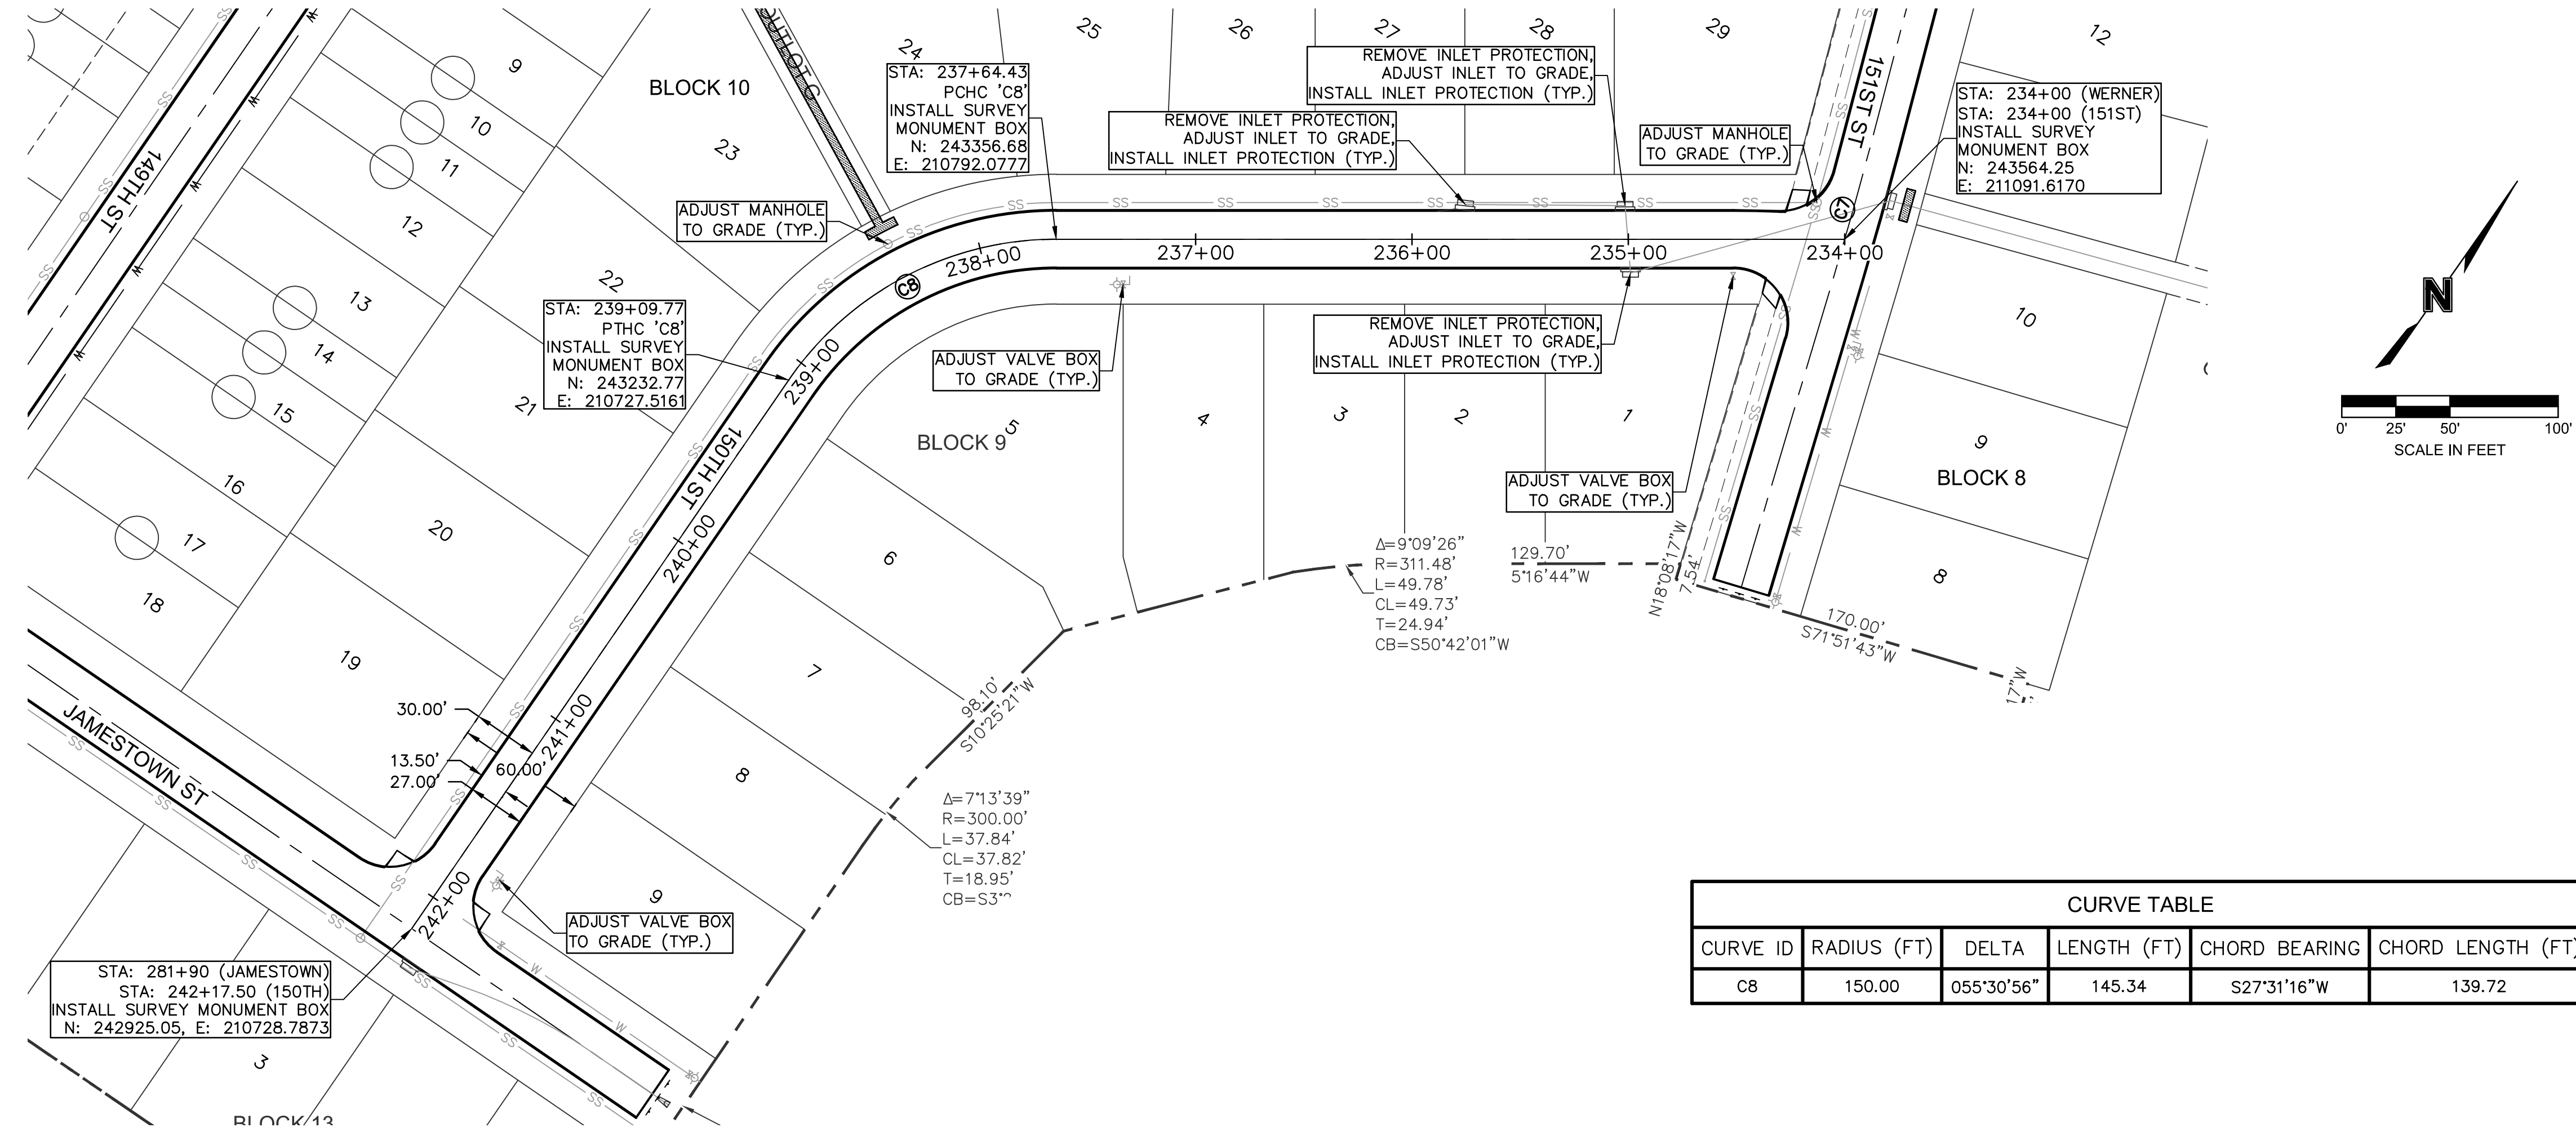 25
26
27
28
29
12
24
9
BLOCK 10
OUTLOT C
STA: 237+64.43
PCHC 'C8'
INSTALL SURVEY
MONUMENT BOX
N: 243356.68
E: 210792.0777
REMOVE INLET PROTECTION,
ADJUST INLET TO GRADE,
INSTALL INLET PROTECTION (TYP.)
REMOVE INLET PROTECTION,
ADJUST INLET TO GRADE,
INSTALL INLET PROTECTION (TYP.)
ADJUST MANHOLE
TO GRADE (TYP.)
151ST ST
STA: 234+00 (WERNER)
STA: 234+00 (151ST)
INSTALL SURVEY
MONUMENT BOX
N: 243564.25
E: 211091.6170
10
11
23
149TH ST
12
ADJUST MANHOLE
TO GRADE (TYP.)
C7
C8
238+00
237+00
236+00
235+00
234+00
13
22
14
15
21
STA: 239+09.77
PTHC 'C8'
INSTALL SURVEY
MONUMENT BOX
N: 243232.77
E: 210727.5161
239+00
ADJUST VALVE BOX
TO GRADE (TYP.)
REMOVE INLET PROTECTION,
ADJUST INLET TO GRADE,
INSTALL INLET PROTECTION (TYP.)
10
N
0'
25'
50'
100'
SCALE IN FEET
BLOCK 9
5
4
3
2
1
9
BLOCK 8
8
16
150TH ST
ADJUST VALVE BOX
TO GRADE (TYP.)
17
20
240+00
6
18
19
7
Δ=9°09'26"
R=311.48'
L=49.78'
CL=49.73'
T=24.94'
CB=S50°42'01"W
129.70'
5°16'44"W
N18°08'17"W
7.54'
170.00'
S71°51'43"W
17"W
98.10'
S10°25'21"W
30.00'
13.50'
27.00'
60.00'
241+00
8
JAMESTOWN ST
Δ=7°13'39"
R=300.00'
L=37.84'
CL=37.82'
T=18.95'
CB=S3°
242+00
9
ADJUST VALVE BOX
TO GRADE (TYP.)
STA: 281+90 (JAMESTOWN)
STA: 242+17.50 (150TH)
INSTALL SURVEY MONUMENT BOX
N: 242925.05, E: 210728.7873
3
BLOCK 13
SS
W
CURVE TABLE
CURVE ID RADIUS (FT) DELTA LENGTH (FT) CHORD BEARING CHORD LENGTH (FT)
C8 150.00 055°30'56" 145.34 S27°31'16"W 139.72